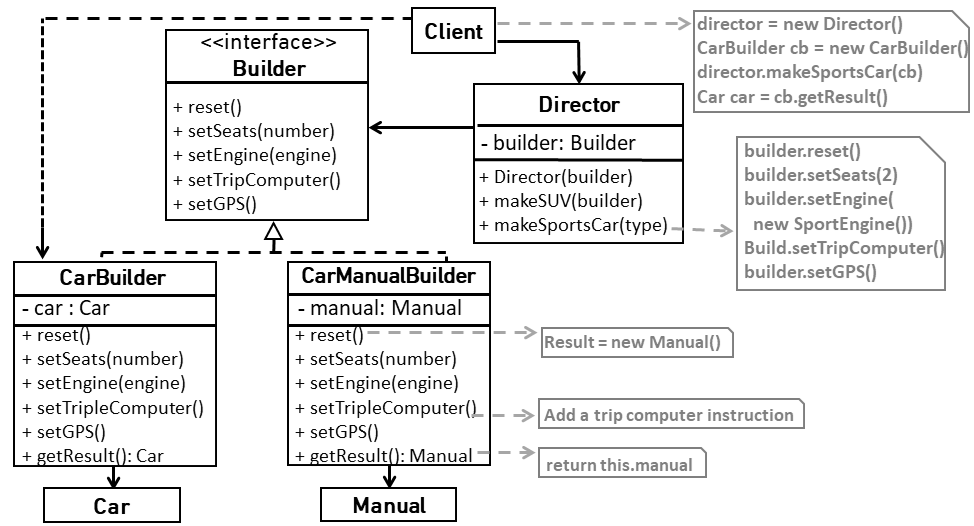 Client
director = new Director()
CarBuilder cb = new CarBuilder()
director.makeSportsCar(cb)
Car car = cb.getResult()
<<interface>>
Builder
+ reset()
+ setSeats(number)
+ setEngine(engine)
+ setTripComputer()
+ setGPS()
Director
- builder: Builder
+ Director(builder)
+ makeSUV(builder)
+ makeSportsCar(type)
builder.reset()
builder.setSeats(2)
builder.setEngine(
new SportEngine())
Build.setTripComputer()
builder.setGPS()
CarBuilder
- car : Car
+ reset()
+ setSeats(number)
+ setEngine(engine)
+ setTripleComputer()
+ setGPS()
+ getResult(): Car
Car
CarManualBuilder
- manual: Manual
+ reset()
+ setSeats(number)
+ setEngine(engine)
+ setTripleComputer()
+ setGPS()
+ getResult(): Manual
Manual
Result = new Manual()
Add a trip computer instruction
return this.manual